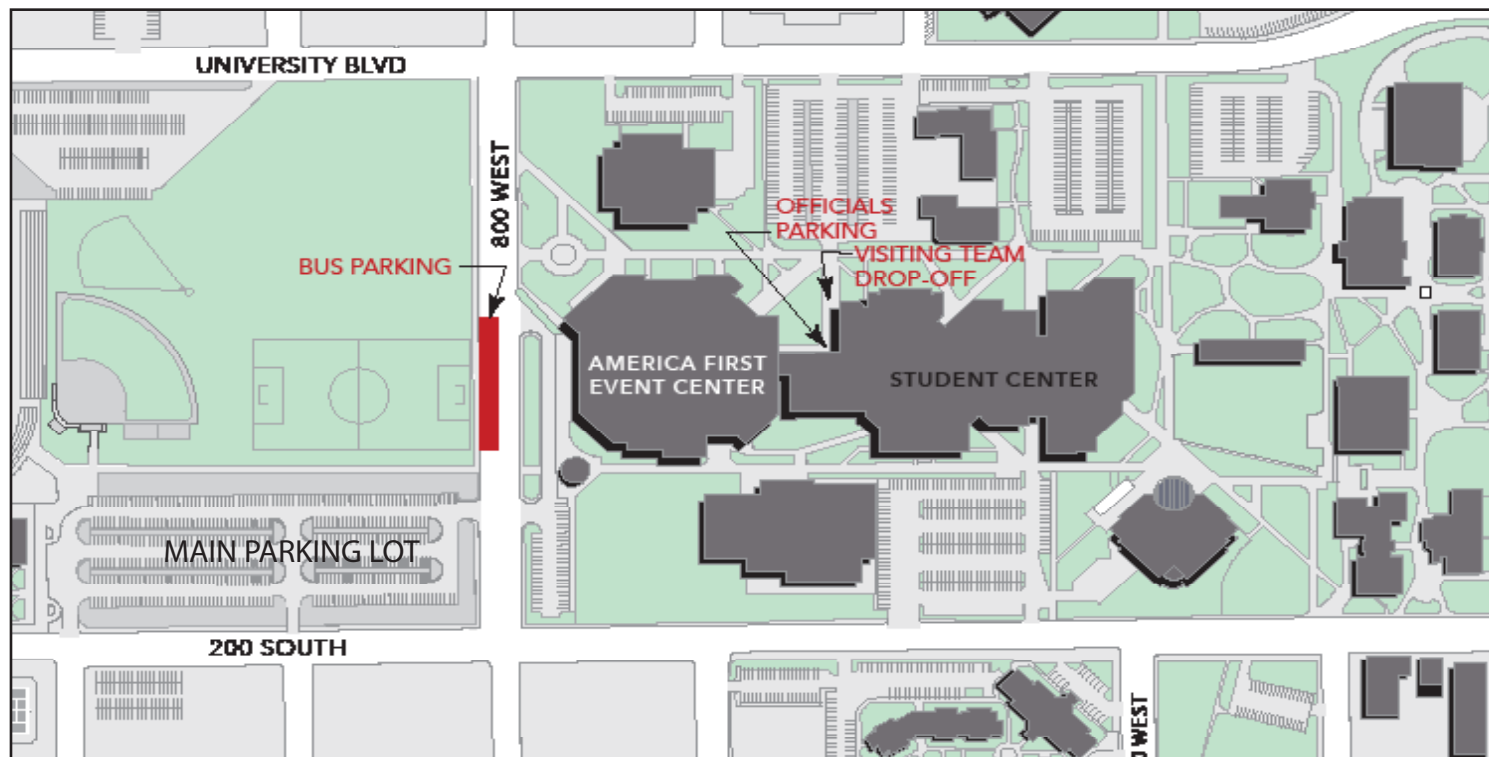 UNIVERSITY BLVD
800 WEST
OFFICIALS
PARKING
BUS PARKING
VISITING TEAM
DROP-OFF
AMERICA FIRST
EVENT CENTER
STUDENT CENTER
MAIN PARKING LOT
200 SOUTH
WEST